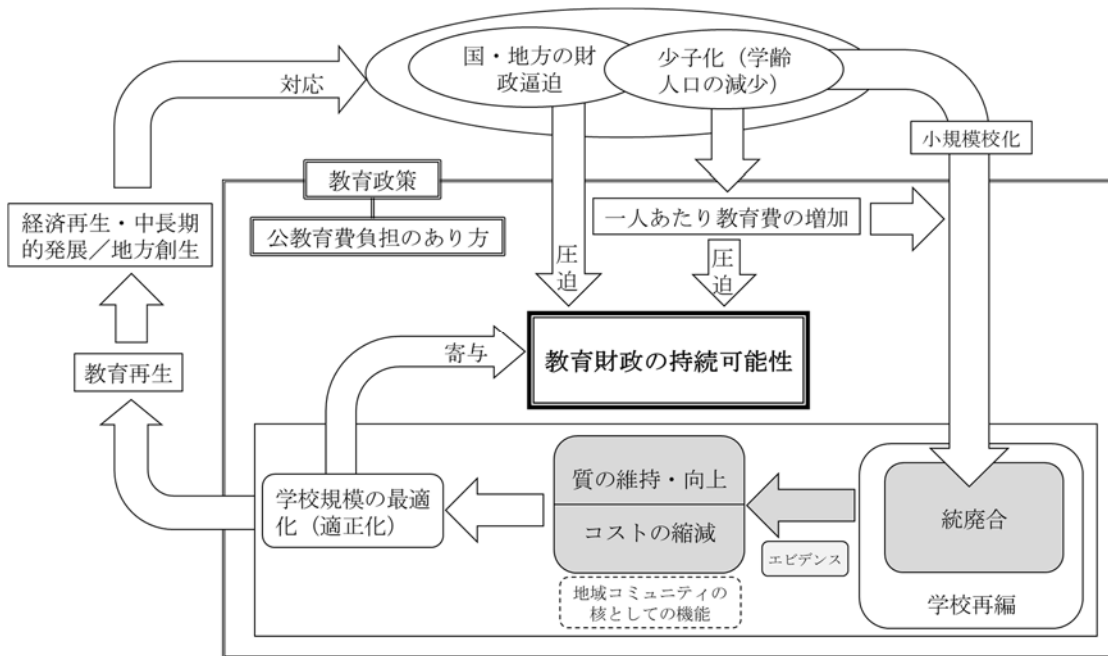 国・地方の財
政逼迫
少子化（学齢
人口の減少）
対応
小規模校化
教育政策
公教育費負担のあり方
一人あたり教育費の増加
経済再生・中長期
的発展／地方創生
圧
迫
圧
迫
教育財政の持続可能性
寄与
教育再生
質の維持・向上
コストの縮減
学校規模の最適
化（適正化）
統廃合
エビデンス
地域コミュニティの
核としての機能
学校再編